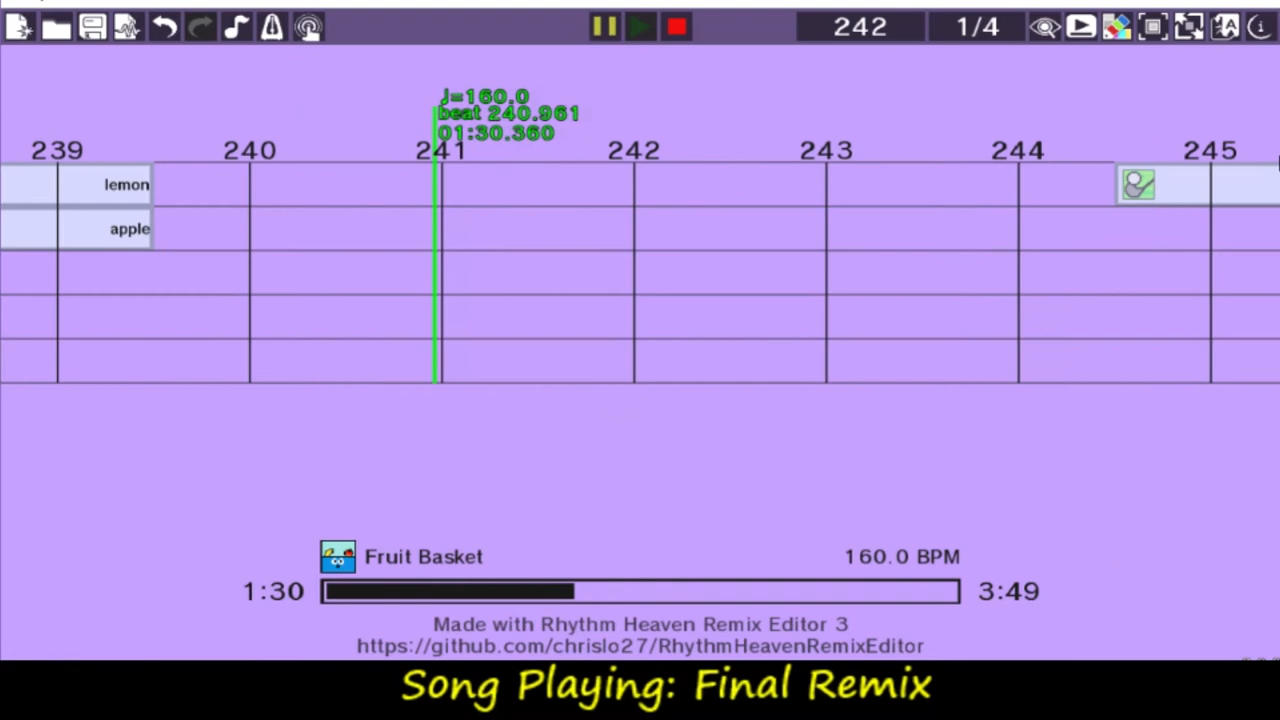 242 1/4
♩=160.0
beat 240.961
01:30.360
239 240 241 242 243 244 245
lemon
apple
Fruit Basket 160.0 BPM
1:30 3:49
Made with Rhythm Heaven Remix Editor 3
https://github.com/chrislo27/RhythmHeavenRemixEditor
Song Playing: Final Remix